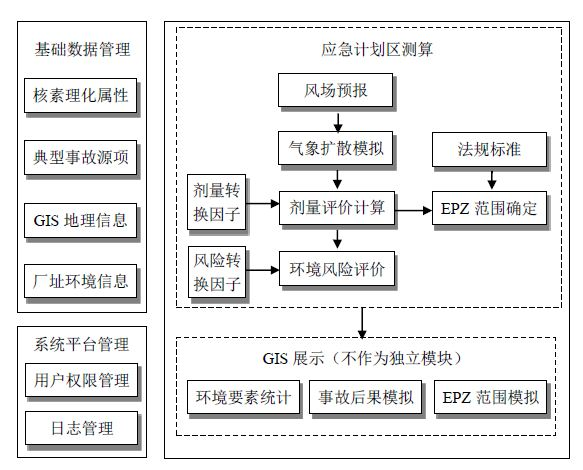 基础数据管理
核素理化属性
典型事故源项
GIS 地理信息
厂址环境信息
系统平台管理
用户权限管理
日志管理
应急计划区测算
风场预报
气象扩散模拟
法规标准
剂量转
换因子
剂量评价计算
EPZ 范围确定
风险转
换因子
环境风险评价
GIS 展示（不作为独立模块）
环境要素统计
事故后果模拟
EPZ 范围模拟